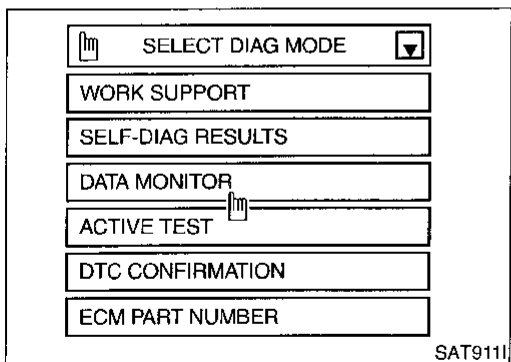 SELECT DIAG MODE
WORK SUPPORT
SELF-DIAG RESULTS
DATA MONITOR
ACTIVE TEST
DTC CONFIRMATION
ECM PART NUMBER
SAT911I